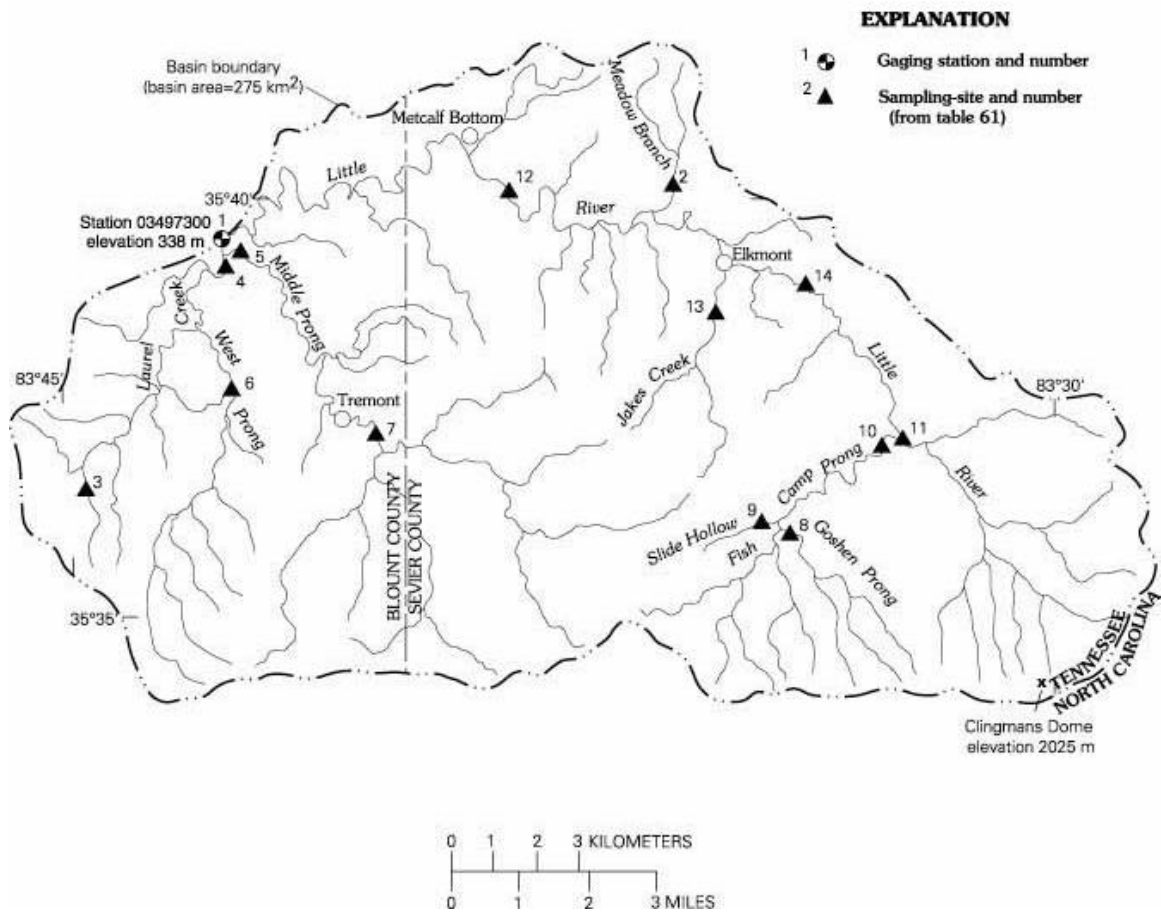 EXPLANATION
1 Gaging station and number
2 Sampling-site and number
(from table 61)
Basin boundary
(basin area=275 km2)
Metcalf Bottom
Meadow Branch
Little
12
2
35°40'
River
Station 03497300
elevation 338 m
1
5
4
Elkmont
14
Middle Prong
13
Creek
Laurel
West
Prong
Little
Jakes Creek
83°45'
83°30'
6
Tremont
7
10
11
Camp Prong
River
3
9
8
Slide Hollow
Fish
Goshen Prong
BLOUNT COUNTY
SEVIER COUNTY
35°35'
x TENNESSEE
NORTH CAROLINA
Clingmans Dome
elevation 2025 m
0 1 2 3 KILOMETERS
0 1 2 3 MILES